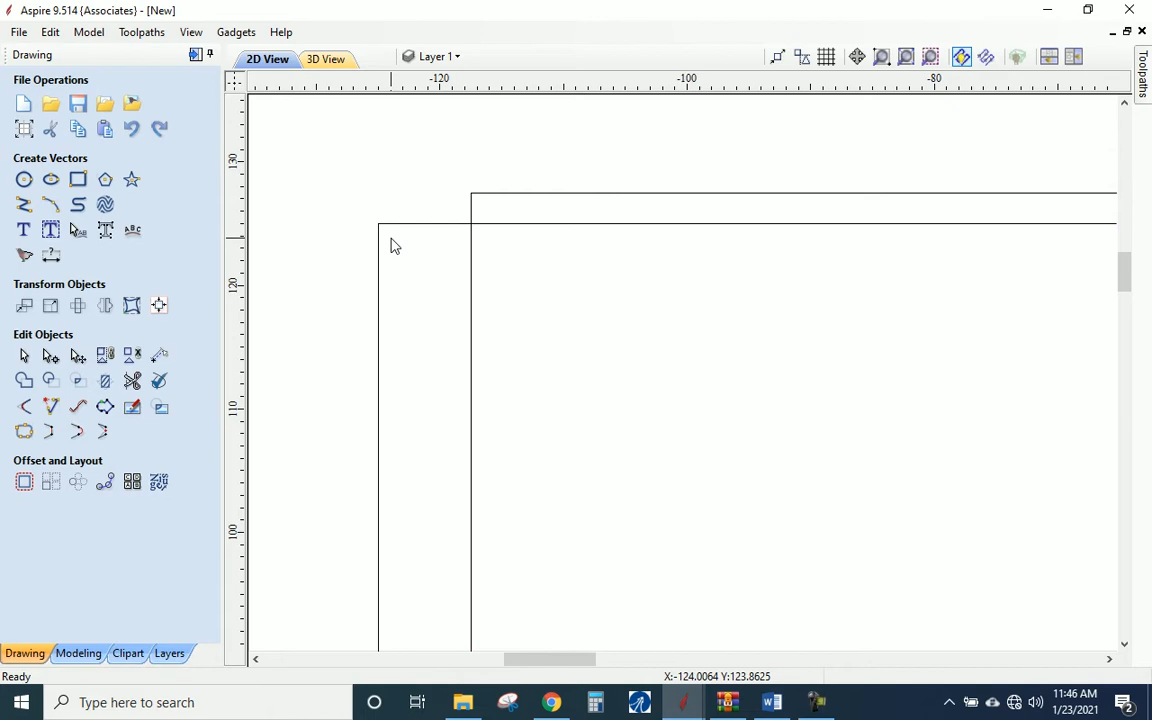 Aspire 9.514 {Associates} - [New]
File Edit Model Toolpaths View Gadgets Help
Drawing
2D View 3D View Layer 1
Toolpaths
File Operations
Create Vectors
Transform Objects
Edit Objects
Offset and Layout
-120 -100 -80
130
120
110
100
Drawing Modeling Clipart Layers
Ready
X:-124.0064 Y:123.8625
Type here to search
11:46 AM
1/23/2021
2